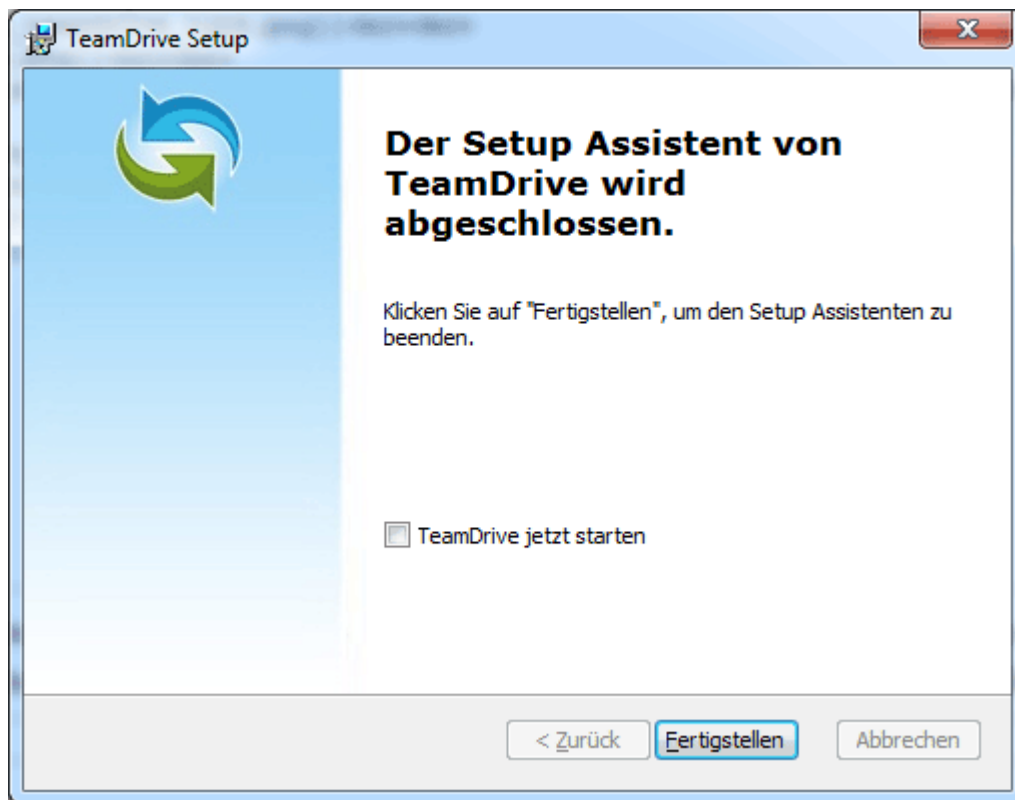 TeamDrive Setup
Der Setup Assistent von
TeamDrive wird
abgeschlossen.
Klicken Sie auf "Fertigstellen", um den Setup Assistenten zu
beenden.
TeamDrive jetzt starten
< Zurück
Fertigstellen
Abbrechen